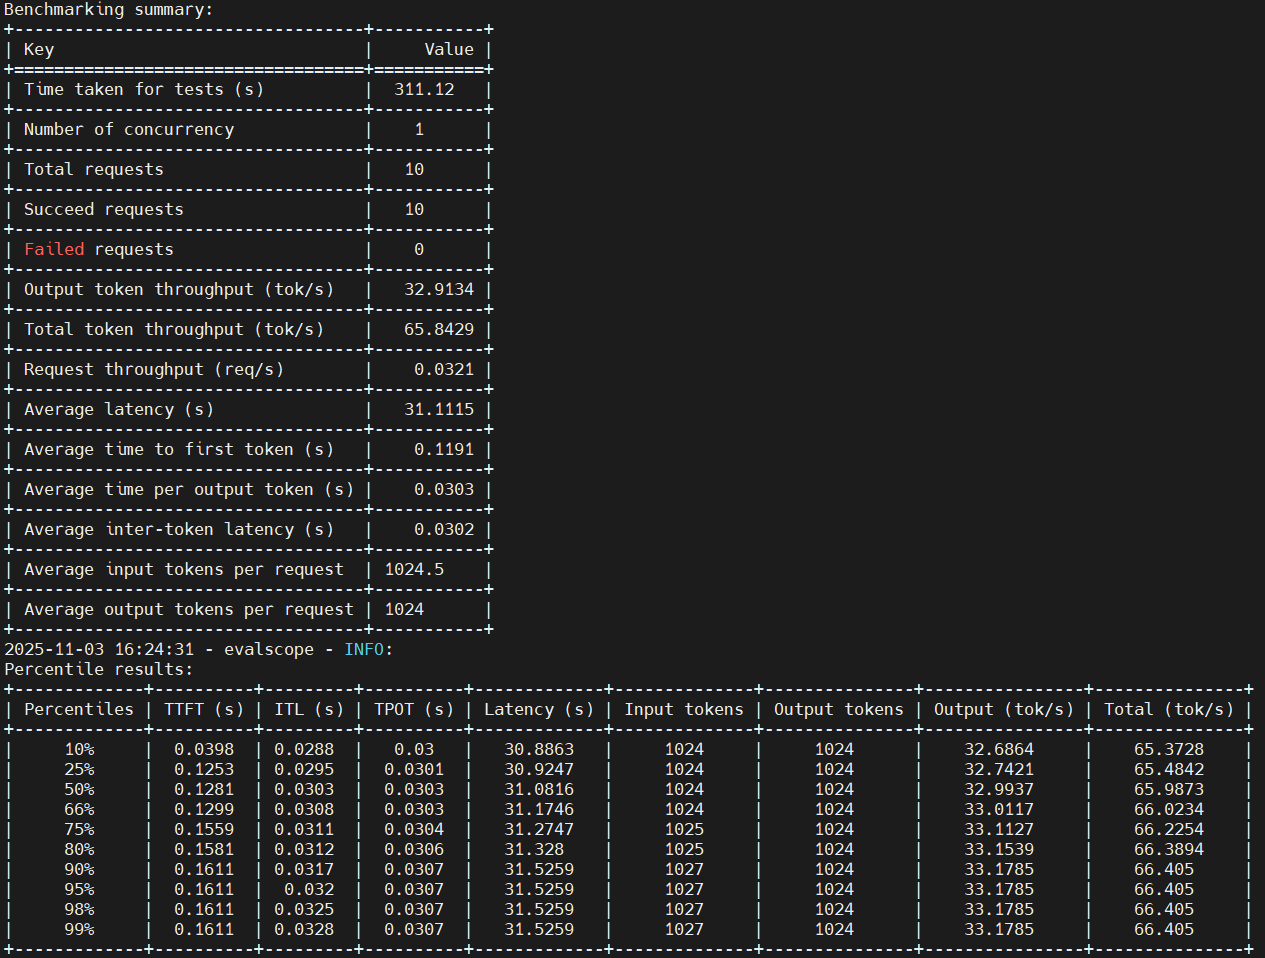 Benchmarking summary:
+-----------------------------------+-----------+
| Key                               |     Value |
+===================================+===========+
| Time taken for tests (s)          |  311.12   |
+-----------------------------------+-----------+
| Number of concurrency             |    1      |
+-----------------------------------+-----------+
| Total requests                    |   10      |
+-----------------------------------+-----------+
| Succeed requests                  |   10      |
+-----------------------------------+-----------+
| Failed requests                   |    0      |
+-----------------------------------+-----------+
| Output token throughput (tok/s)   |   32.9134 |
+-----------------------------------+-----------+
| Total token throughput (tok/s)    |   65.8429 |
+-----------------------------------+-----------+
| Request throughput (req/s)        |    0.0321 |
+-----------------------------------+-----------+
| Average latency (s)               |   31.1115 |
+-----------------------------------+-----------+
| Average time to first token (s)   |    0.1191 |
+-----------------------------------+-----------+
| Average time per output token (s) |    0.0303 |
+-----------------------------------+-----------+
| Average inter-token latency (s)   |    0.0302 |
+-----------------------------------+-----------+
| Average input tokens per request  | 1024.5    |
+-----------------------------------+-----------+
| Average output tokens per request | 1024      |
+-----------------------------------+-----------+
2025-11-03 16:24:31 - evalscope - INFO:
Percentile results:
+-------------+----------+---------+----------+-------------+--------------+---------------+----------------+---------------+
| Percentiles | TTFT (s) | ITL (s) | TPOT (s) | Latency (s) | Input tokens | Output tokens | Output (tok/s) | Total (tok/s) |
+-------------+----------+---------+----------+-------------+--------------+---------------+----------------+---------------+
|     10%     |  0.0398  | 0.0288  |   0.03   |   30.8863   |     1024     |     1024      |    32.6864     |    65.3728    |
|     25%     |  0.1253  | 0.0295  |  0.0301  |   30.9247   |     1024     |     1024      |    32.7421     |    65.4842    |
|     50%     |  0.1281  | 0.0303  |  0.0303  |   31.0816   |     1024     |     1024      |    32.9937     |    65.9873    |
|     66%     |  0.1299  | 0.0308  |  0.0303  |   31.1746   |     1024     |     1024      |    33.0117     |    66.0234    |
|     75%     |  0.1559  | 0.0311  |  0.0304  |   31.2747   |     1025     |     1024      |    33.1127     |    66.2254    |
|     80%     |  0.1581  | 0.0312  |  0.0306  |   31.328    |     1025     |     1024      |    33.1539     |    66.3894    |
|     90%     |  0.1611  | 0.0317  |  0.0307  |   31.5259   |     1027     |     1024      |    33.1785     |    66.405     |
|     95%     |  0.1611  |  0.032  |  0.0307  |   31.5259   |     1027     |     1024      |    33.1785     |    66.405     |
|     98%     |  0.1611  | 0.0325  |  0.0307  |   31.5259   |     1027     |     1024      |    33.1785     |    66.405     |
|     99%     |  0.1611  | 0.0328  |  0.0307  |   31.5259   |     1027     |     1024      |    33.1785     |    66.405     |
+-------------+----------+---------+----------+-------------+--------------+---------------+----------------+---------------+